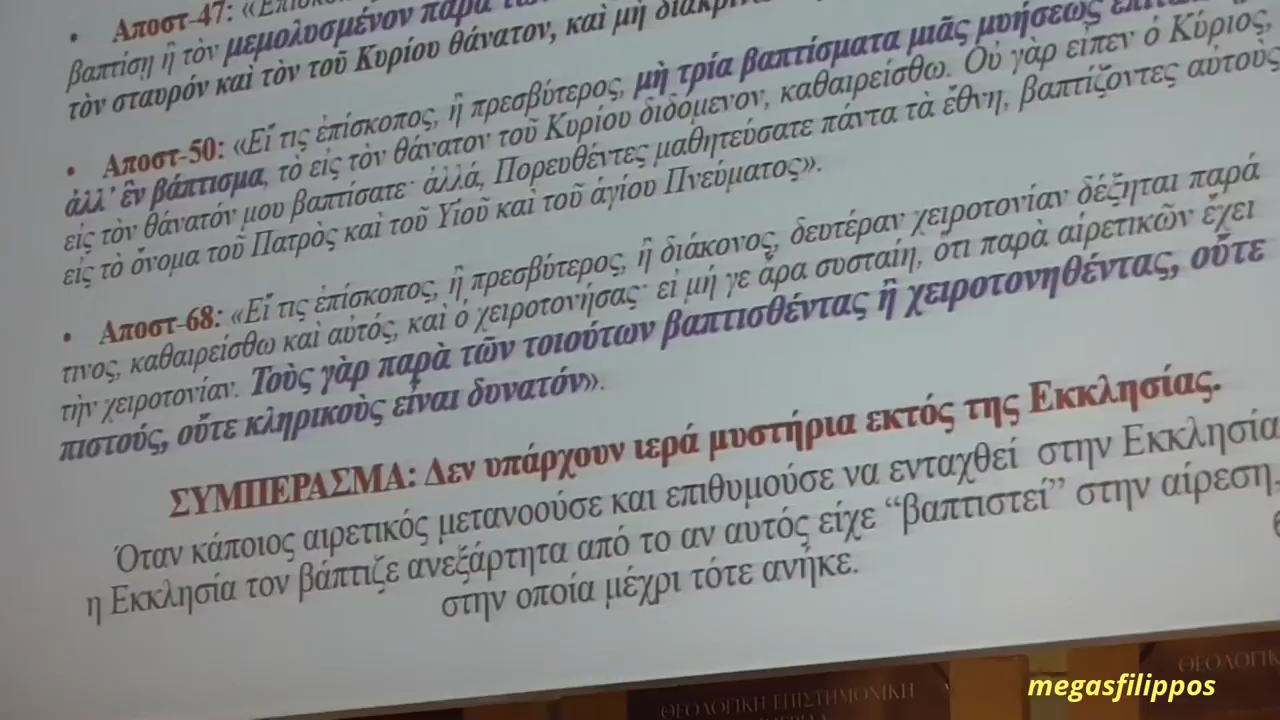 • Αποστ-47: «Ἐπίσκοπος
βαπτίσῃ ἢ τὸν μεμολυσμένον παρὰ τῶν
τὸν σταυρόν καὶ τὸν τοῦ Κυρίου θάνατον, καὶ μὴ
• Αποστ-50: «Εἴ τις ἐπίσκοπος, ἢ πρεσβύτερος, μὴ τρία βαπτίσματα μιᾶς μυήσεως
ἀλλ’ ἓν βάπτισμα, τὸ εἰς τὸν θάνατον τοῦ Κυρίου διδόμενον, καθαιρείσθω. Οὐ γὰρ εἶπεν ὁ Κύριος,
εἰς τὸν θάνατόν μου βαπτίσατε· ἀλλά, Πορευθέντες μαθητεύσατε πάντα τὰ ἔθνη, βαπτίζοντες αὐτοὺς
εἰς τὸ ὄνομα τοῦ Πατρὸς καὶ τοῦ Υἱοῦ καὶ τοῦ ἁγίου Πνεύματος».
• Αποστ-68: «Εἴ τις ἐπίσκοπος, ἢ πρεσβύτερος, ἢ διάκονος, δευτέραν χειροτονίαν δέξηται παρά
τινος, καθαιρείσθω καὶ αὐτός, καὶ ὁ χειροτονήσας· εἰ μή γε ἄρα συσταίη, ὅτι παρὰ αἱρετικῶν ἔχει
τὴν χειροτονίαν. Τοὺς γὰρ παρὰ τῶν τοιούτων βαπτισθέντας ἢ χειροτονηθέντας, οὔτε
πιστούς, οὔτε κληρικοὺς εἶναι δυνατόν».
ΣΥΜΠΕΡΑΣΜΑ: Δεν υπάρχουν ιερά μυστήρια εκτός της Εκκλησίας.
Όταν κάποιος αιρετικός μετανοούσε και επιθυμούσε να ενταχθεί στην Εκκλησία
η Εκκλησία τον βάπτιζε ανεξάρτητα από το αν αυτός είχε “βαπτιστεί” στην αίρεση
στην οποία μέχρι τότε ανήκε.
ΘΕΟΛΟΓΙΚΗ ΕΠΙΣΤΗΜΟΝΙΚΗ
megasfilippos